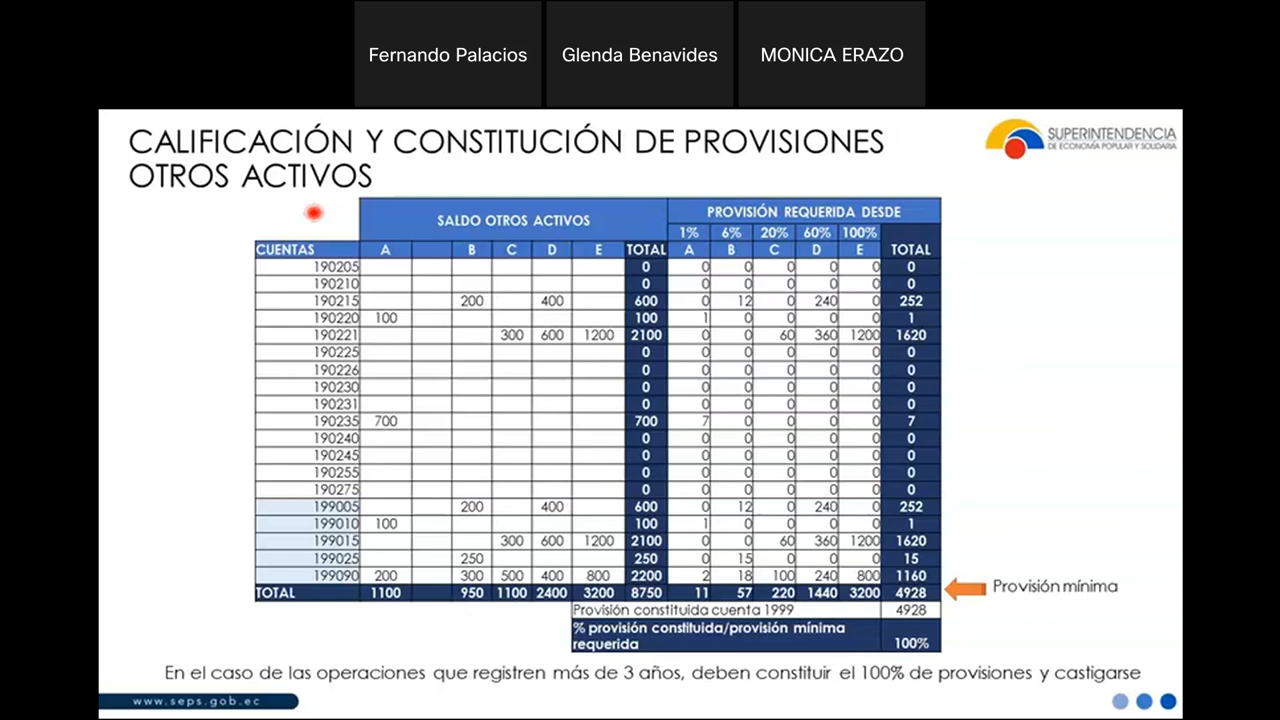 Fernando Palacios Glenda Benavides MONICA ERAZO
CALIFICACIÓN Y CONSTITUCIÓN DE PROVISIONES
OTROS ACTIVOS
SUPERINTENDENCIA
DE ECONOMÍA POPULAR Y SOLIDARIA
SALDO OTROS ACTIVOS PROVISIÓN REQUERIDA DESDE
1% 6% 20% 60% 100%
CUENTAS A B C D E TOTAL A B C D E TOTAL
190205 0 0 0 0 0 0 0
190210 0 0 0 0 0 0 0
190215 200 400 600 0 12 0 240 0 252
190220 100 100 1 0 0 0 0 1
190221 300 600 1200 2100 0 0 60 360 1200 1620
190225 0 0 0 0 0 0 0
190226 0 0 0 0 0 0 0
190230 0 0 0 0 0 0 0
190231 0 0 0 0 0 0 0
190235 700 700 7 0 0 0 0 7
190240 0 0 0 0 0 0 0
190245 0 0 0 0 0 0 0
190255 0 0 0 0 0 0 0
190275 0 0 0 0 0 0 0
199005 200 400 600 0 12 0 240 0 252
199010 100 100 1 0 0 0 0 1
199015 300 600 1200 2100 0 0 60 360 1200 1620
199025 250 250 0 15 0 0 0 15
199090 200 300 500 400 800 2200 2 18 100 240 800 1160
TOTAL 1100 950 1100 2400 3200 8750 11 57 220 1440 3200 4928
Provisión mínima
Provisión constituida cuenta 1999 4928
% provisión constituida/provisión mínima
requerida 100%
En el caso de las operaciones que registren más de 3 años, deben constituir el 100% de provisiones y castigarse
www.seps.gob.ec